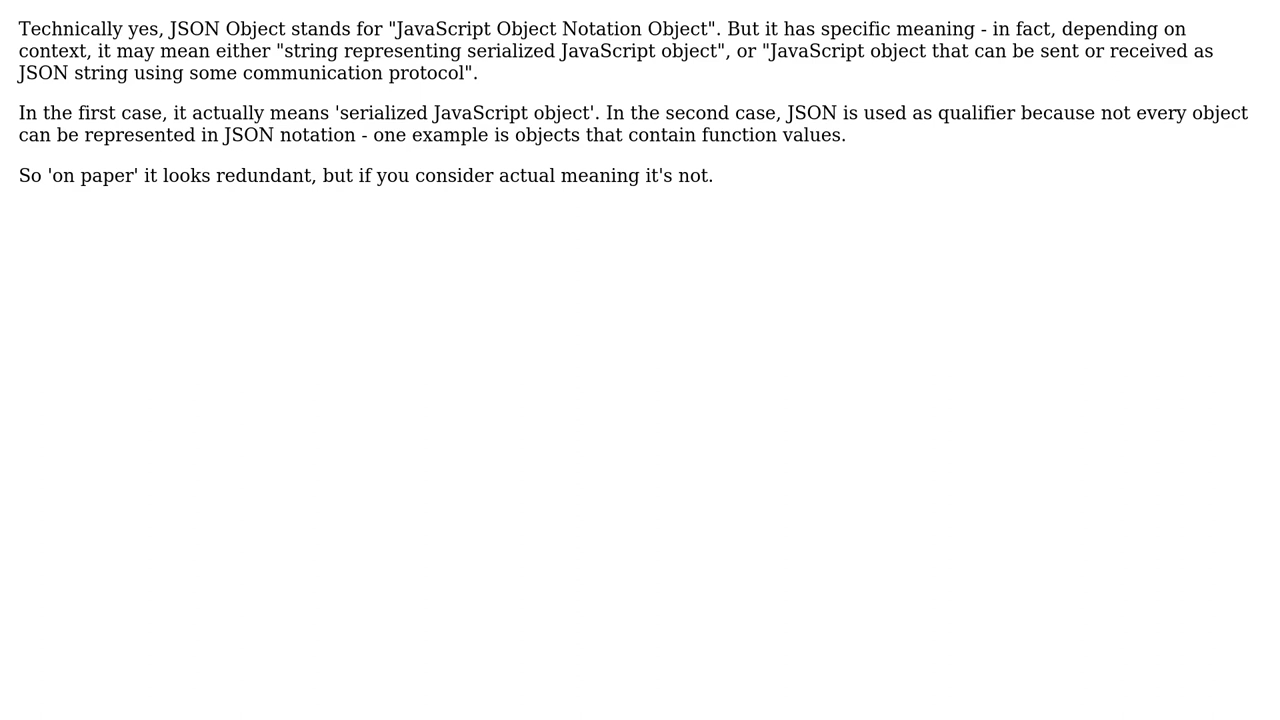 Technically yes, JSON Object stands for "JavaScript Object Notation Object". But it has specific meaning - in fact, depending on
context, it may mean either "string representing serialized JavaScript object", or "JavaScript object that can be sent or received as
JSON string using some communication protocol".
In the first case, it actually means 'serialized JavaScript object'. In the second case, JSON is used as qualifier because not every object
can be represented in JSON notation - one example is objects that contain function values.
So 'on paper' it looks redundant, but if you consider actual meaning it's not.